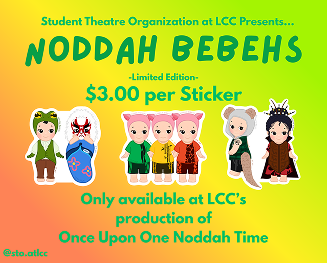 Student Theatre Organization at LCC Presents...
NODDAH BEBEHS
-Limited Edition-
$3.00 per Sticker
Only available at LCC's
production of
Once Upon One Noddah Time
@sto.atlcc